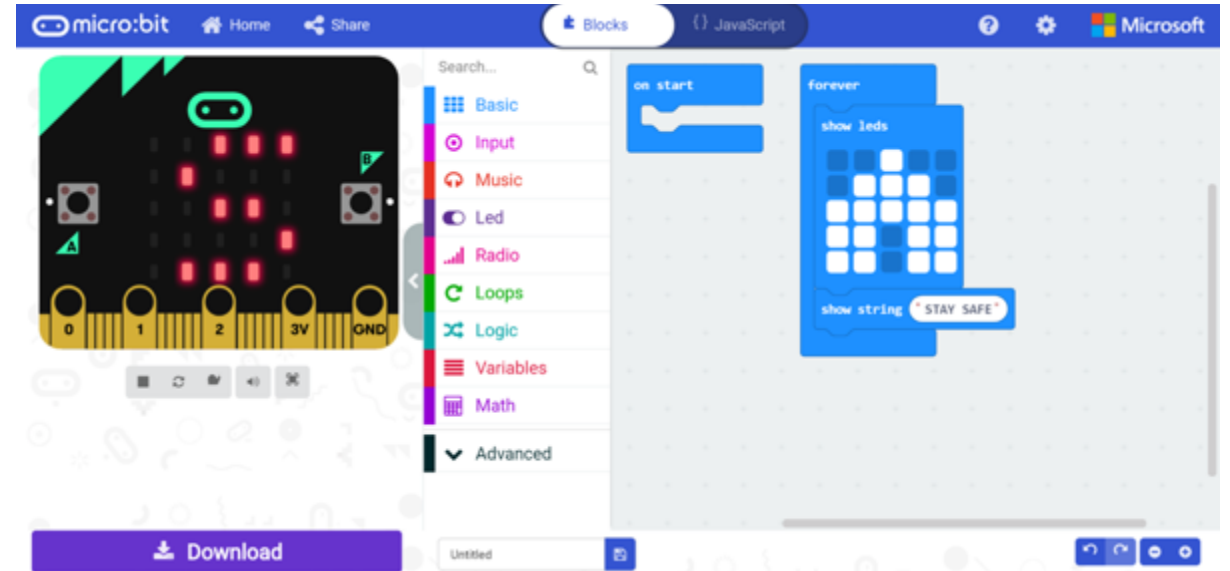 micro:bit Home Share Blocks {} JavaScript ? Microsoft
Search...
Basic
Input
Music
Led
Radio
Loops
Logic
Variables
Math
Advanced
B
A
0 1 2 3V GND
on start
forever
show leds
show string "STAY SAFE"
Download
Untitled